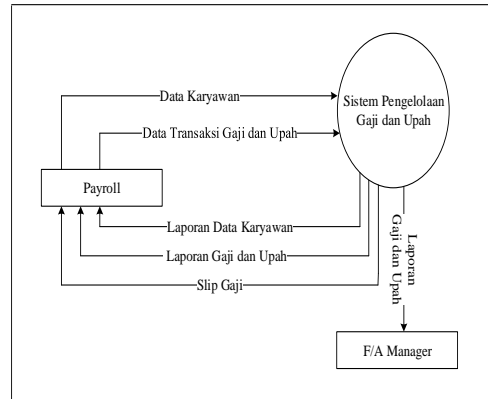 Data Karyawan
Sistem Pengelolaan
Gaji dan Upah
Data Transaksi Gaji dan Upah
Payroll
Laporan Data Karyawan
Laporan Gaji dan Upah
Slip Gaji
Laporan
Gaji dan Upah
F/A Manager